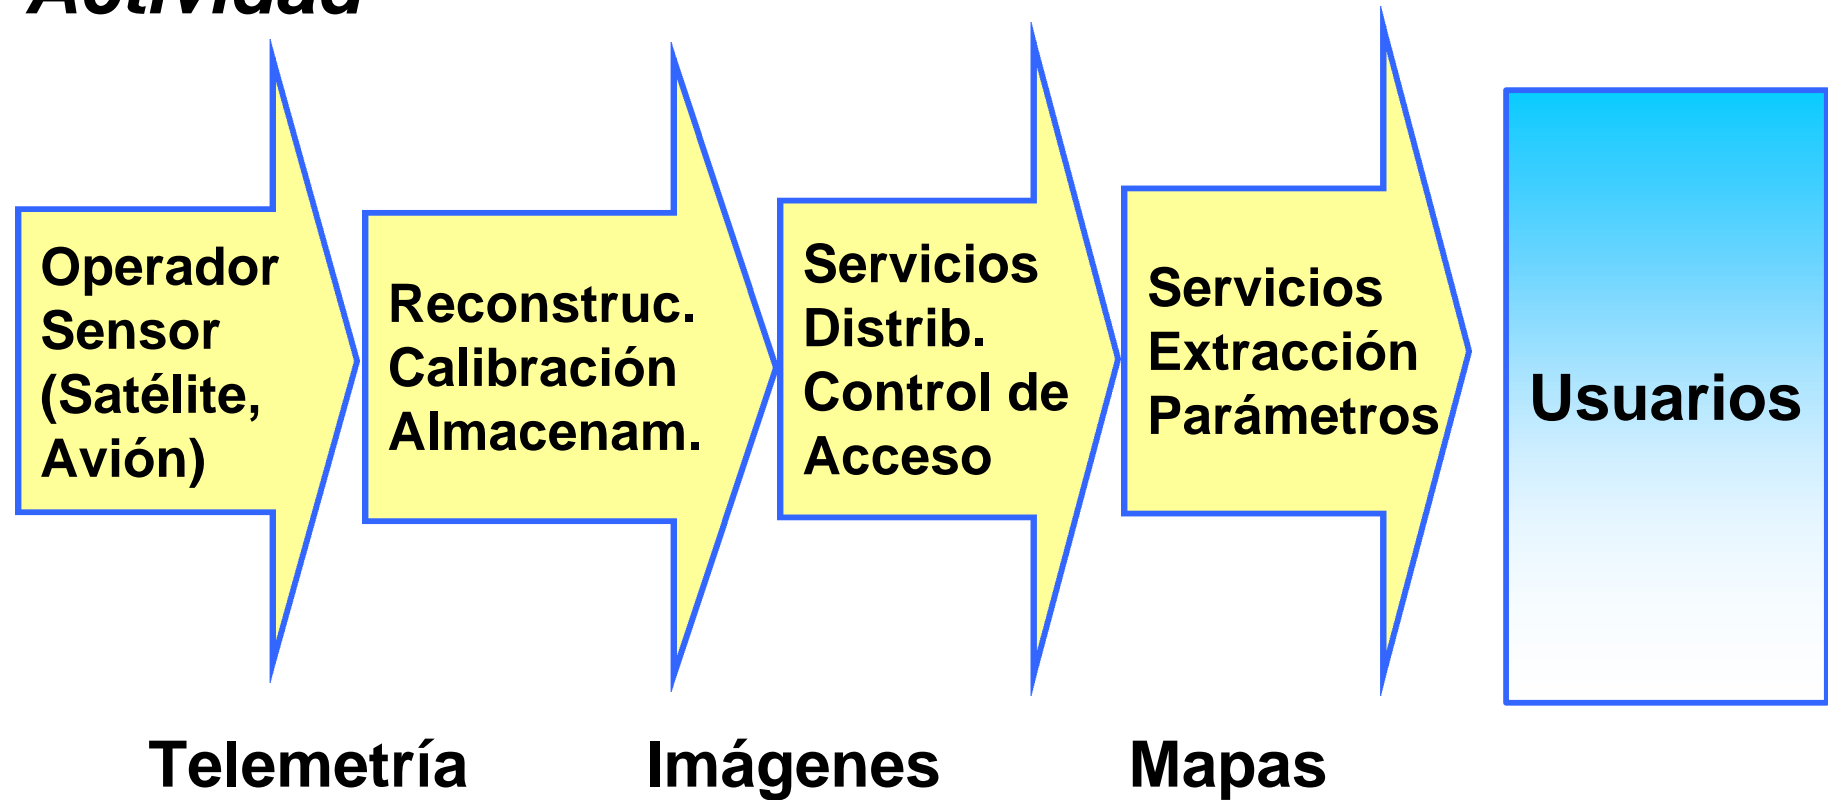 Actividad
Operador
Sensor
(Satélite,
Avión)
Reconstruc.
Calibración
Almacenam.
Servicios
Distrib.
Control de
Acceso
Servicios
Extracción
Parámetros
Usuarios
Telemetría
Imágenes
Mapas